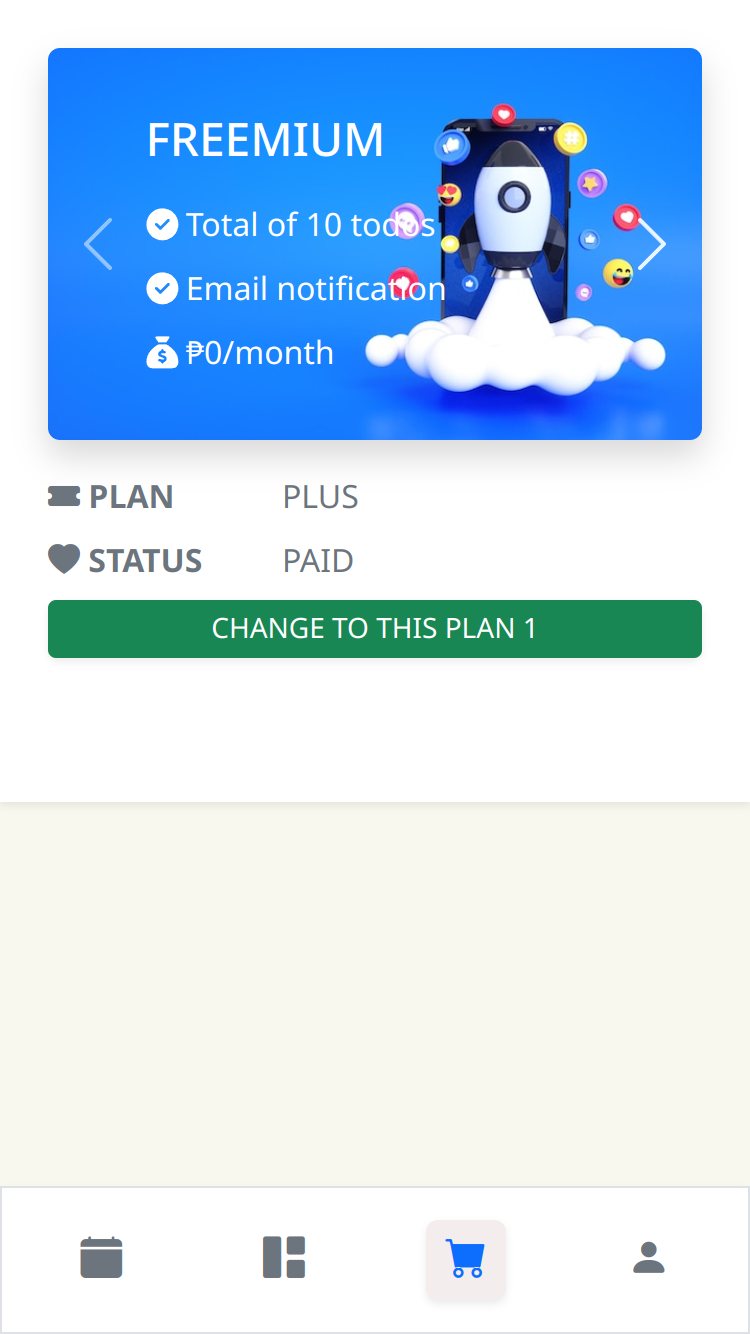 FREEMIUM
Total of 10 todos
Email notification
₱0/month
PLAN PLUS
STATUS PAID
CHANGE TO THIS PLAN 1